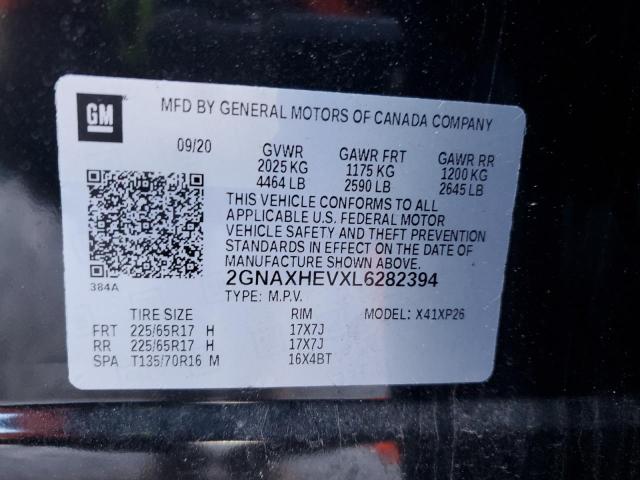 GM
MFD BY GENERAL MOTORS OF CANADA COMPANY
09/20 GVWR GAWR FRT GAWR RR
2025 KG 1175 KG 1200 KG
4464 LB 2590 LB 2645 LB
THIS VEHICLE CONFORMS TO ALL
APPLICABLE U.S. FEDERAL MOTOR
VEHICLE SAFETY AND THEFT PREVENTION
STANDARDS IN EFFECT ON THE DATE OF
MANUFACTURE SHOWN ABOVE.
384A 2GNAXHEVXL6282394
TYPE: M.P.V.
TIRE SIZE RIM MODEL: X41XP26
FRT 225/65R17 H 17X7J
RR 225/65R17 H 17X7J
SPA T135/70R16 M 16X4BT